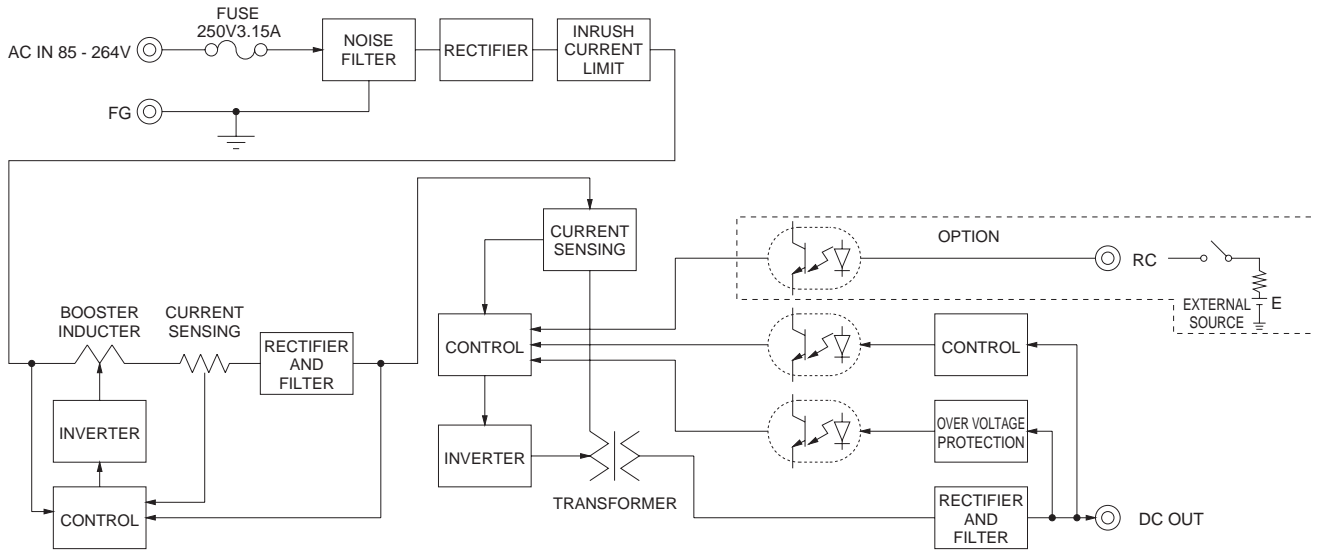 FUSE
250V3.15A
AC IN 85 - 264V
NOISE
FILTER
RECTIFIER
INRUSH
CURRENT
LIMIT
FG
CURRENT
SENSING
OPTION
RC
EXTERNAL
SOURCE
E
BOOSTER
INDUCTER
CURRENT
SENSING
RECTIFIER
AND
FILTER
CONTROL
CONTROL
INVERTER
INVERTER
OVER VOLTAGE
PROTECTION
TRANSFORMER
CONTROL
RECTIFIER
AND
FILTER
DC OUT